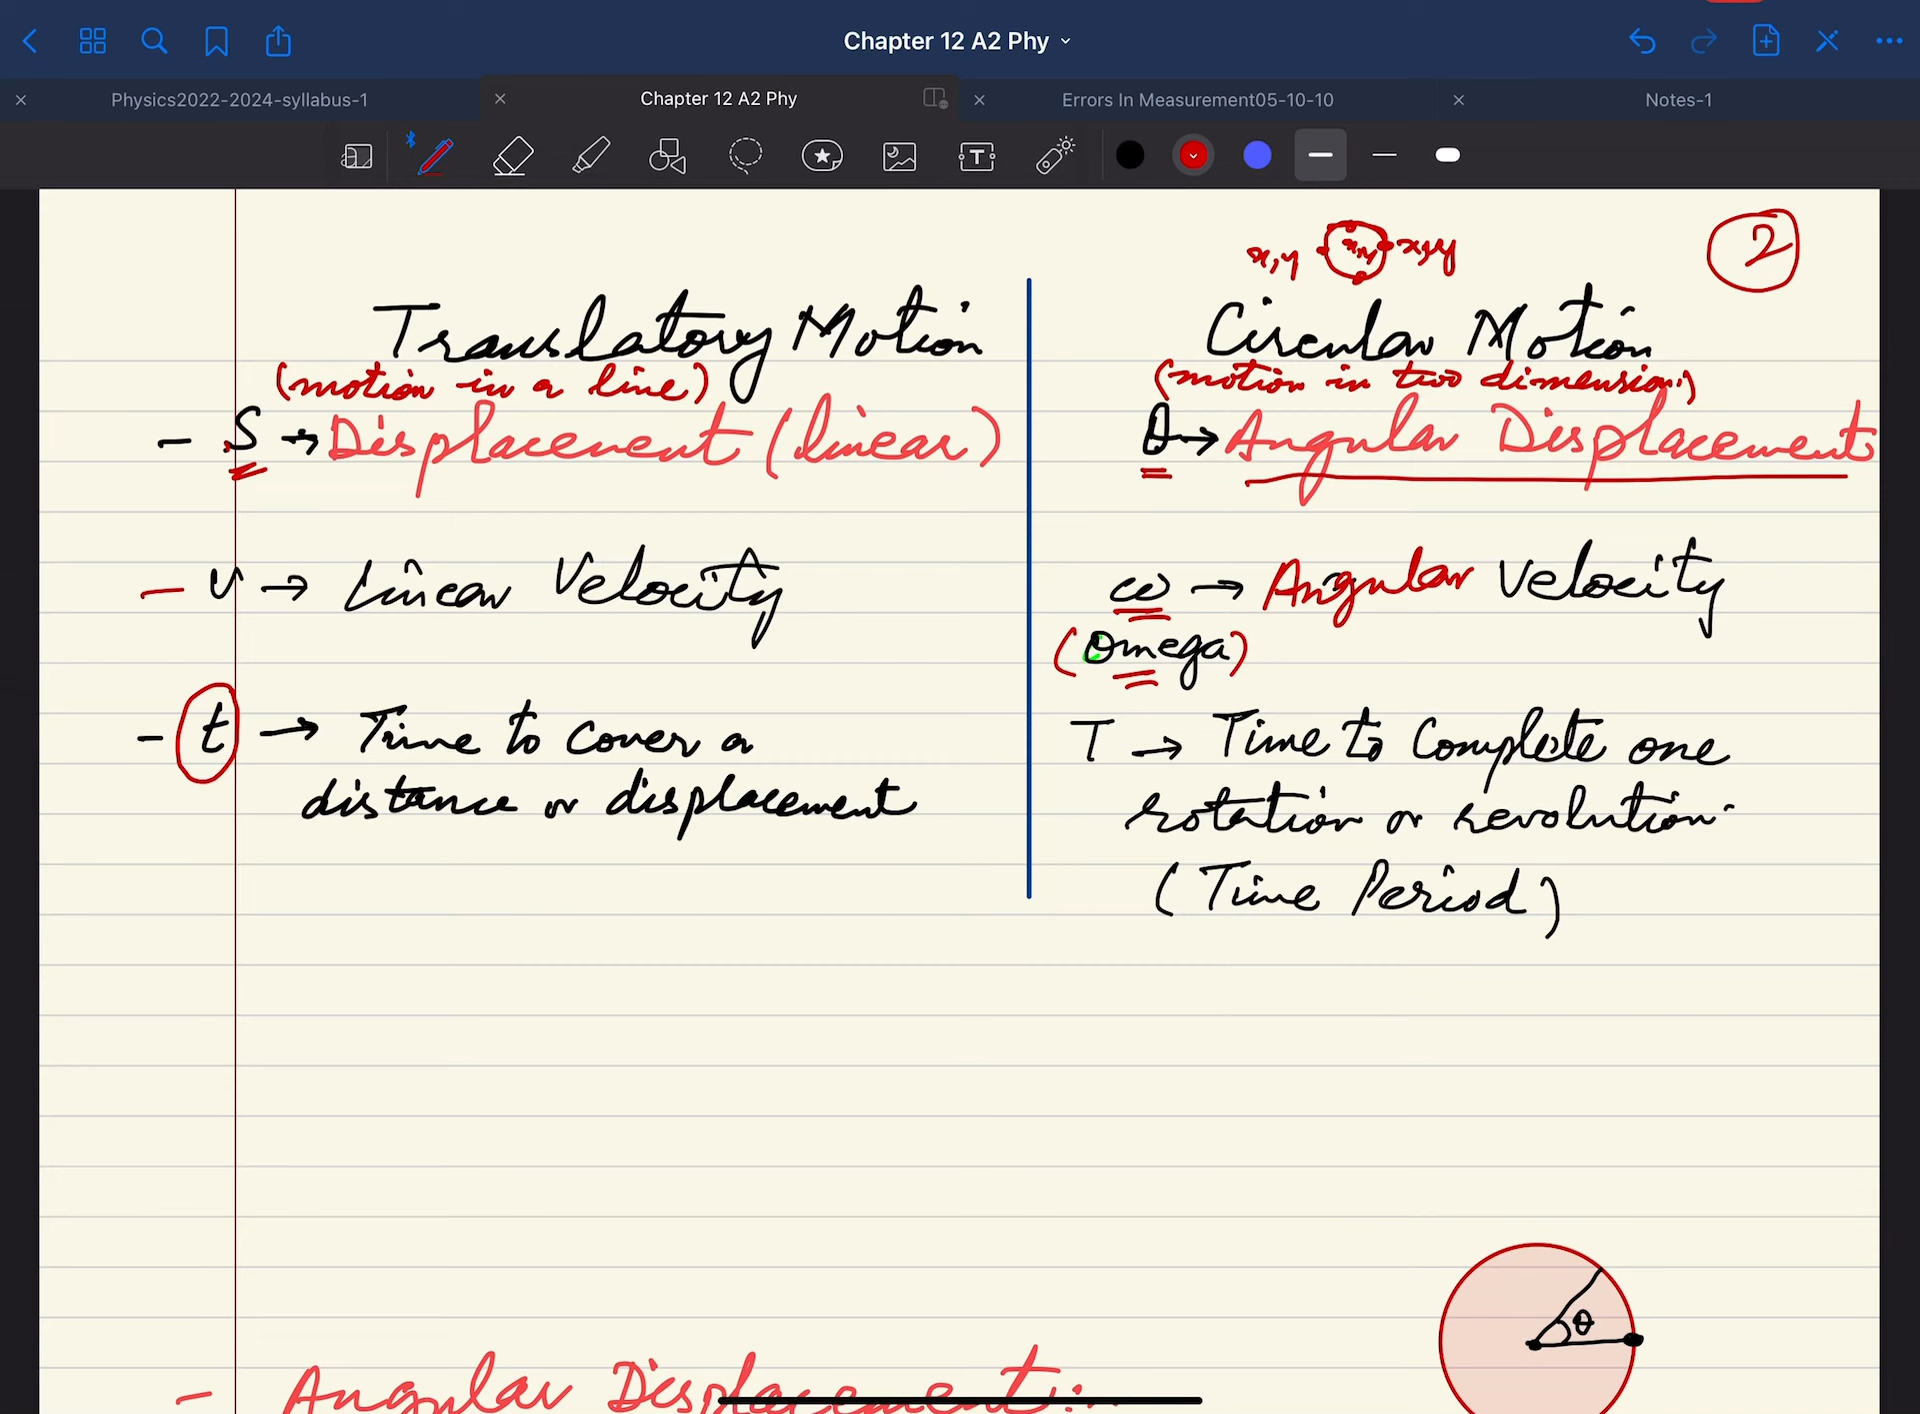 Chapter 12 A2 Phy
Physics2022-2024-syllabus-1
Chapter 12 A2 Phy
Errors In Measurement05-10-10
Notes-1
T
x,y x,y x,y
2
Translatory Motion
(motion in a line)
- S → Displacement (linear)
- v → Linear Velocity
- t → Time to cover a
distance or displacement
Circular Motion
(motion in two dimension)
θ → Angular Displacement
ω → Angular Velocity
(Omega)
T → Time to Complete one
rotation or revolution.
(Time Period)
θ
- Angular Displacement: